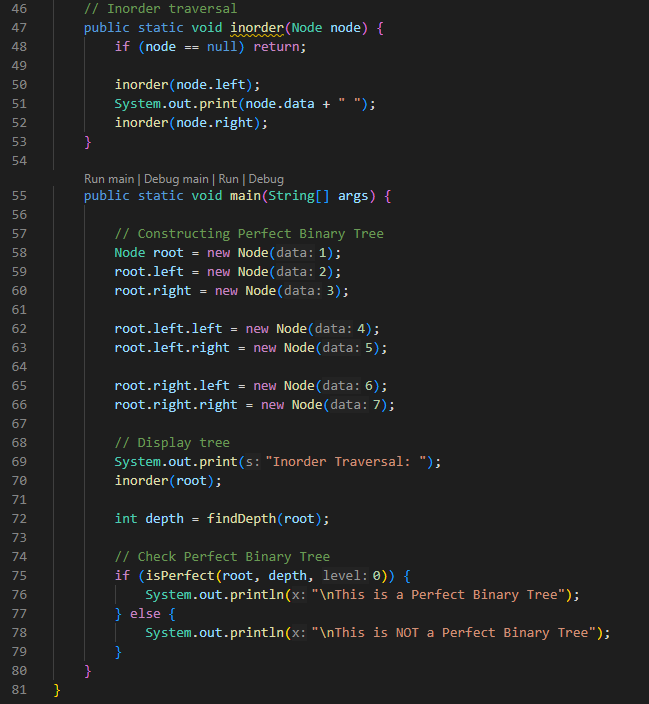 46 // Inorder traversal
47 public static void inorder(Node node) {
48 if (node == null) return;
49
50 inorder(node.left);
51 System.out.print(node.data + " ");
52 inorder(node.right);
53 }
54
Run main | Debug main | Run | Debug
55 public static void main(String[] args) {
56
57 // Constructing Perfect Binary Tree
58 Node root = new Node(data: 1);
59 root.left = new Node(data: 2);
60 root.right = new Node(data: 3);
61
62 root.left.left = new Node(data: 4);
63 root.left.right = new Node(data: 5);
64
65 root.right.left = new Node(data: 6);
66 root.right.right = new Node(data: 7);
67
68 // Display tree
69 System.out.print(s: "Inorder Traversal: ");
70 inorder(root);
71
72 int depth = findDepth(root);
73
74 // Check Perfect Binary Tree
75 if (isPerfect(root, depth, level: 0)) {
76 System.out.println(x: "\nThis is a Perfect Binary Tree");
77 } else {
78 System.out.println(x: "\nThis is NOT a Perfect Binary Tree");
79 }
80 }
81 }